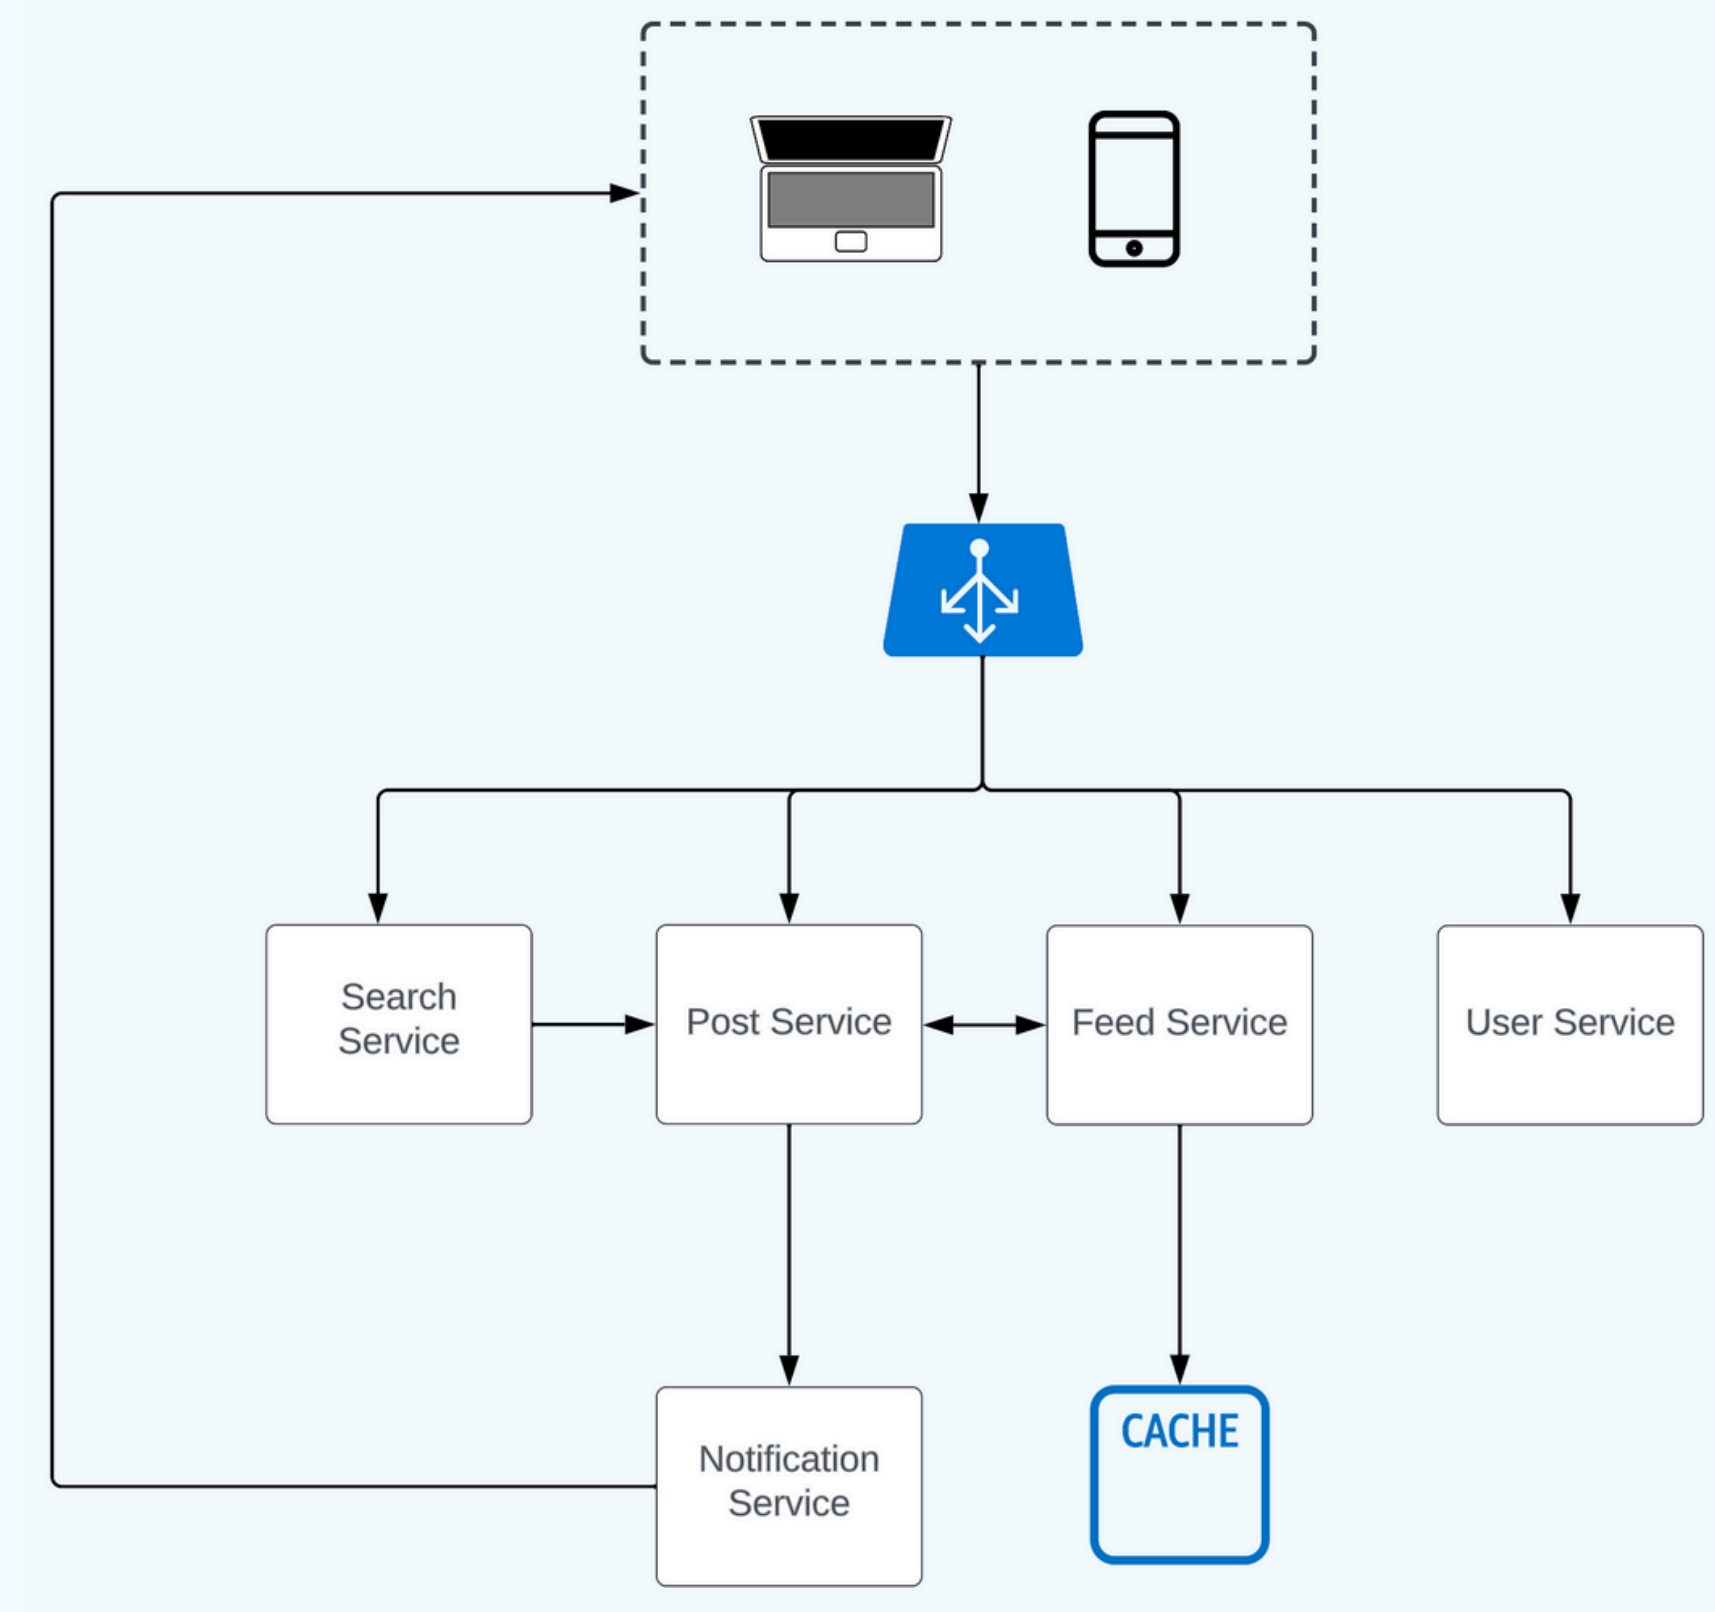 Search
Service
Post Service
Feed Service
User Service
Notification
Service
CACHE